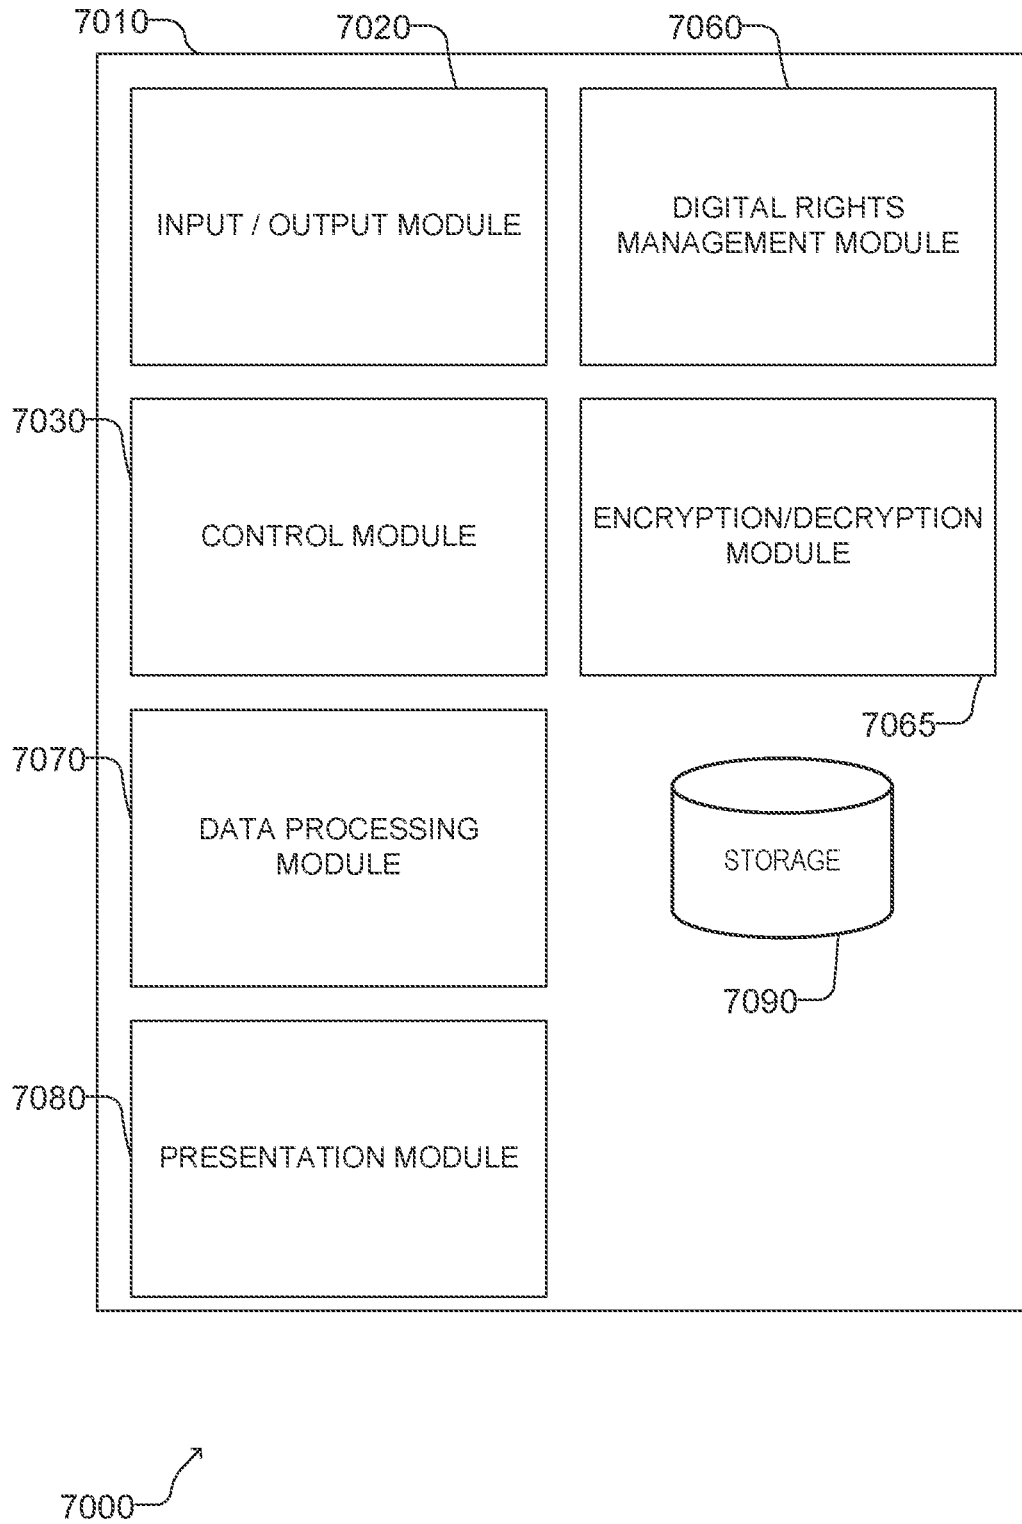 7010
7020
7060
INPUT / OUTPUT MODULE
DIGITAL RIGHTS
MANAGEMENT MODULE
7030
CONTROL MODULE
ENCRYPTION/DECRYPTION
MODULE
7065
7070
DATA PROCESSING
MODULE
STORAGE
7090
7080
PRESENTATION MODULE
7000